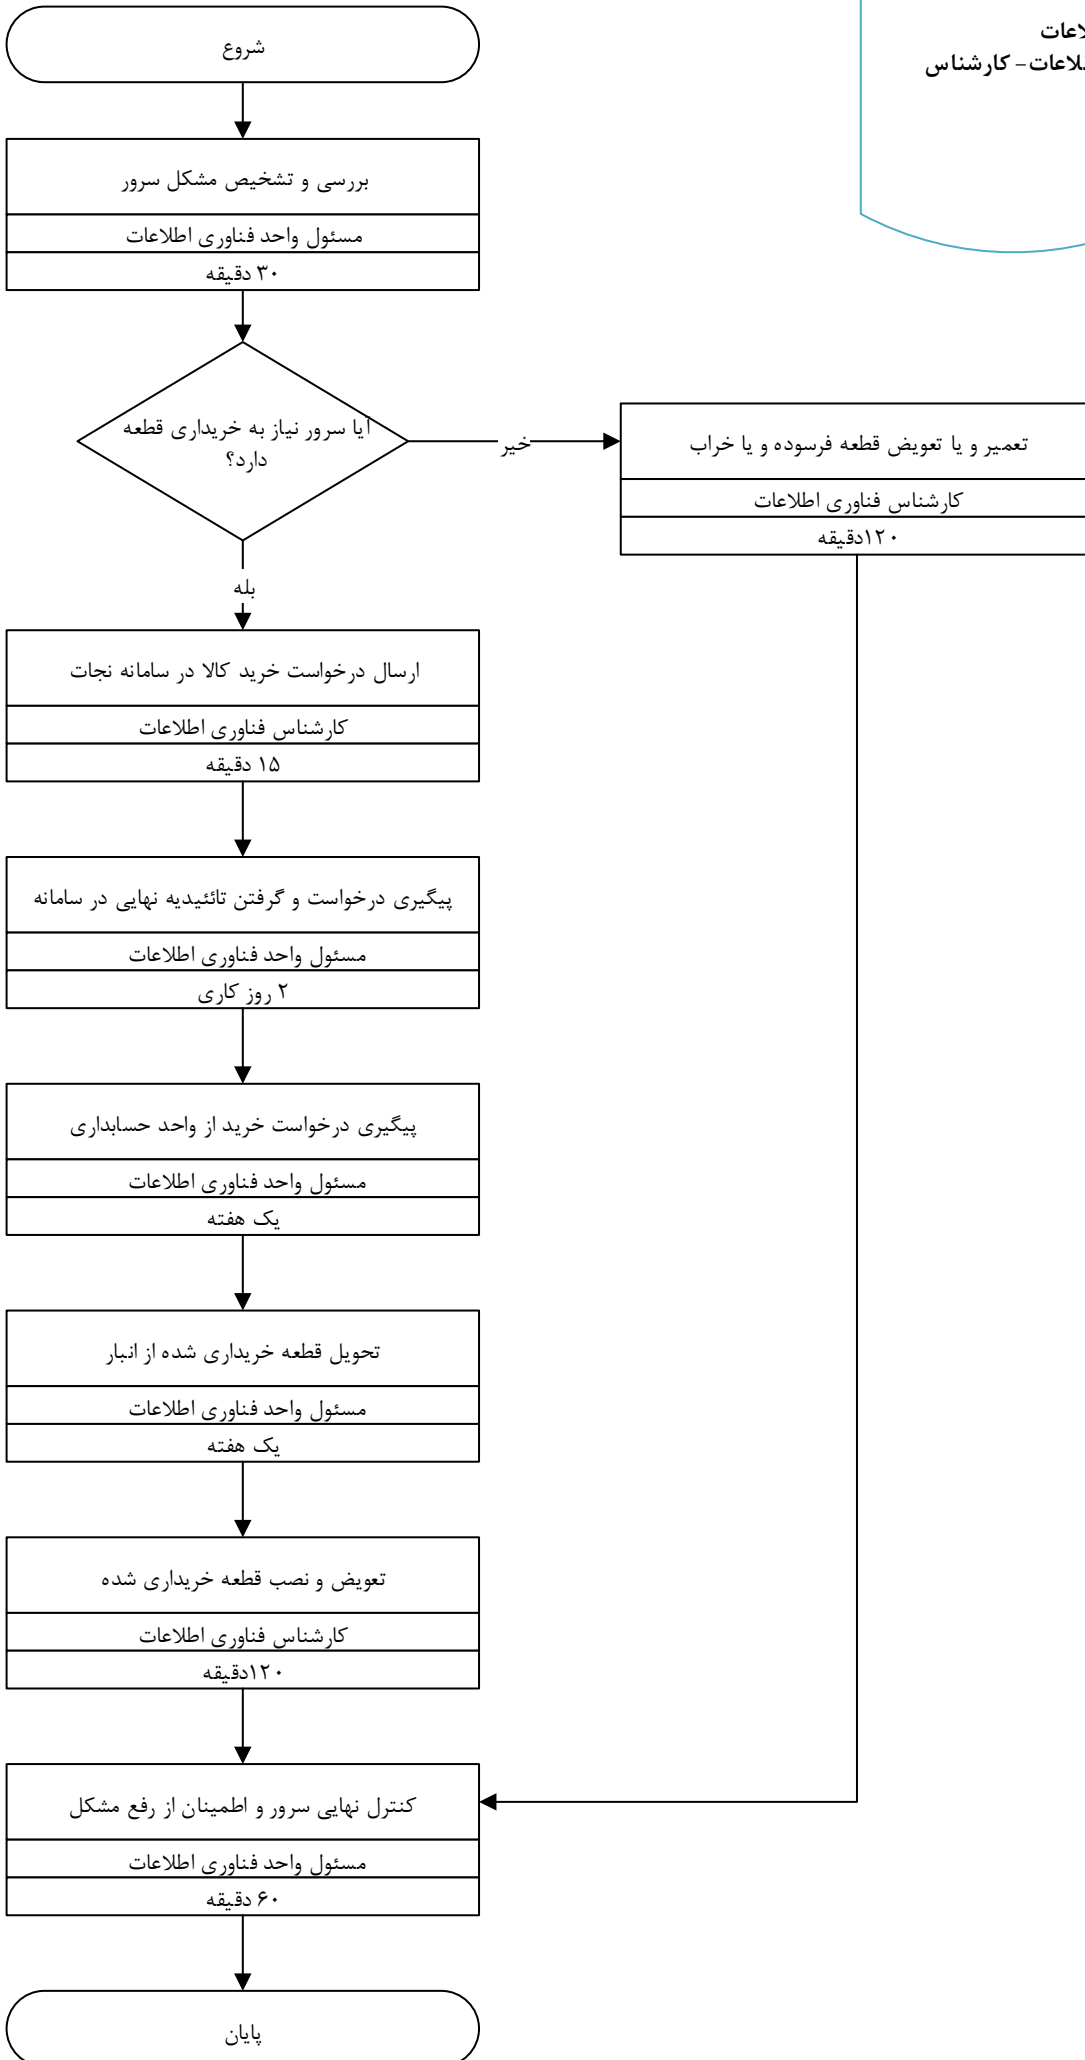 شروع
کارشناس
بررسی و تشخیص مشکل سرور
مسئول واحد فناوری اطلاعات
۳۰ دقیقه
آیا سرور نیاز به خریداری قطعه
دارد؟
خیر
تعمیر و یا تعویض قطعه فرسوده و یا خراب
کارشناس فناوری اطلاعات
۱۲۰دقیقه
بله
ارسال درخواست خرید کالا در سامانه نجات
کارشناس فناوری اطلاعات
۱۵ دقیقه
پیگیری درخواست و گرفتن تائئیدیه نهایی در سامانه
مسئول واحد فناوری اطلاعات
۲ روز کاری
پیگیری درخواست خرید از واحد حسابداری
مسئول واحد فناوری اطلاعات
یک هفته
تحویل قطعه خریداری شده از انبار
مسئول واحد فناوری اطلاعات
یک هفته
تعویض و نصب قطعه خریداری شده
کارشناس فناوری اطلاعات
۱۲۰دقیقه
کنترل نهایی سرور و اطمینان از رفع مشکل
مسئول واحد فناوری اطلاعات
۶۰ دقیقه
پایان